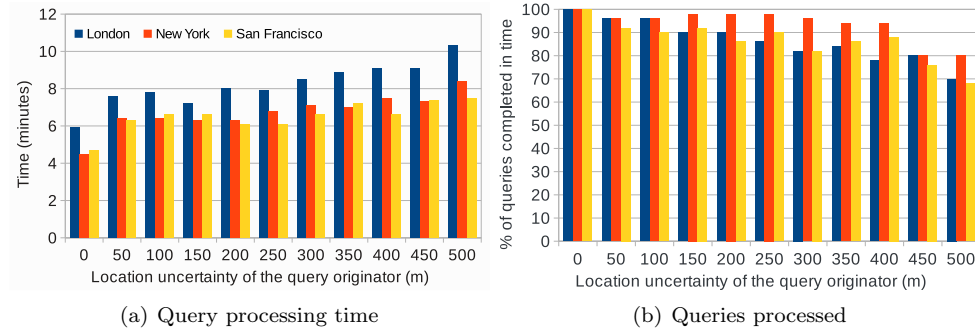 12
10
8
6
4
2
0
Time (minutes)
London New York San Francisco
0 50 100 150 200 250 300 350 400 450 500
Location uncertainty of the query originator (m)
(a) Query processing time
100
90
80
70
60
100
50
40
30
20
10
0
% of queries completed in time
0 50 100 150 200 250 300 350 400 450 500
Location uncertainty of the query originator (m)
(b) Queries processed